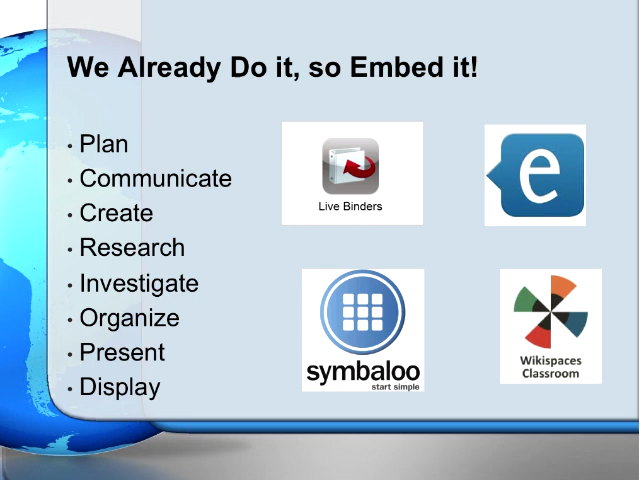 We Already Do it, so Embed it!
• Plan
• Communicate
• Create
• Research
• Investigate
• Organize
• Present
• Display
Live Binders
e
symbaloo
start simple
Wikispaces
Classroom